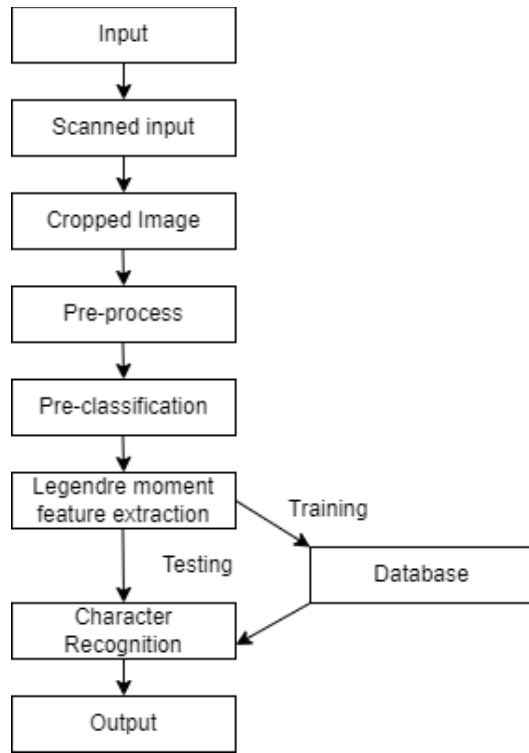 Input
Scanned input
Cropped Image
Pre-process
Pre-classification
Legendre moment
feature extraction
Training
Testing
Database
Character
Recognition
Output